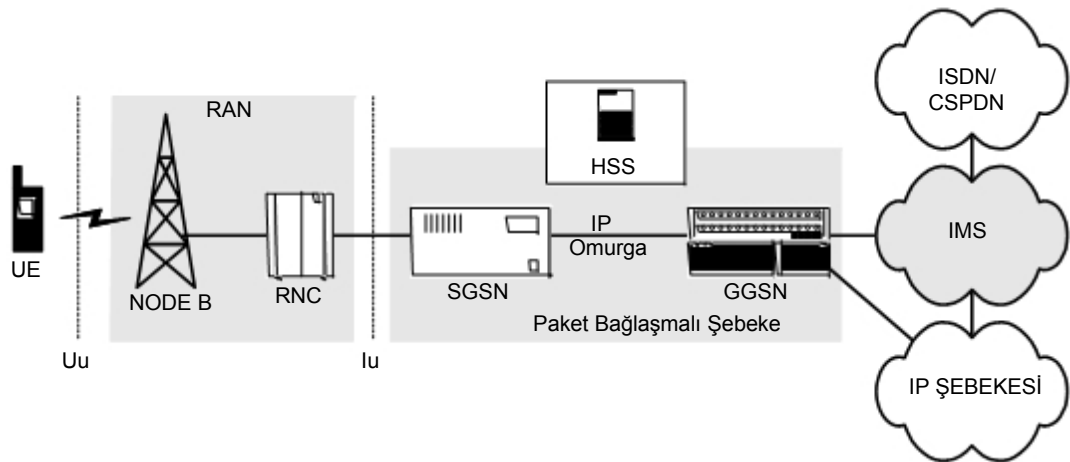 ISDN/
CSPDN
RAN
HSS
IP
Omurga
IMS
UE
NODE B
RNC
SGSN
GGSN
Paket Bağlaşmalı Şebeke
Uu
Iu
IP ŞEBEKESİ